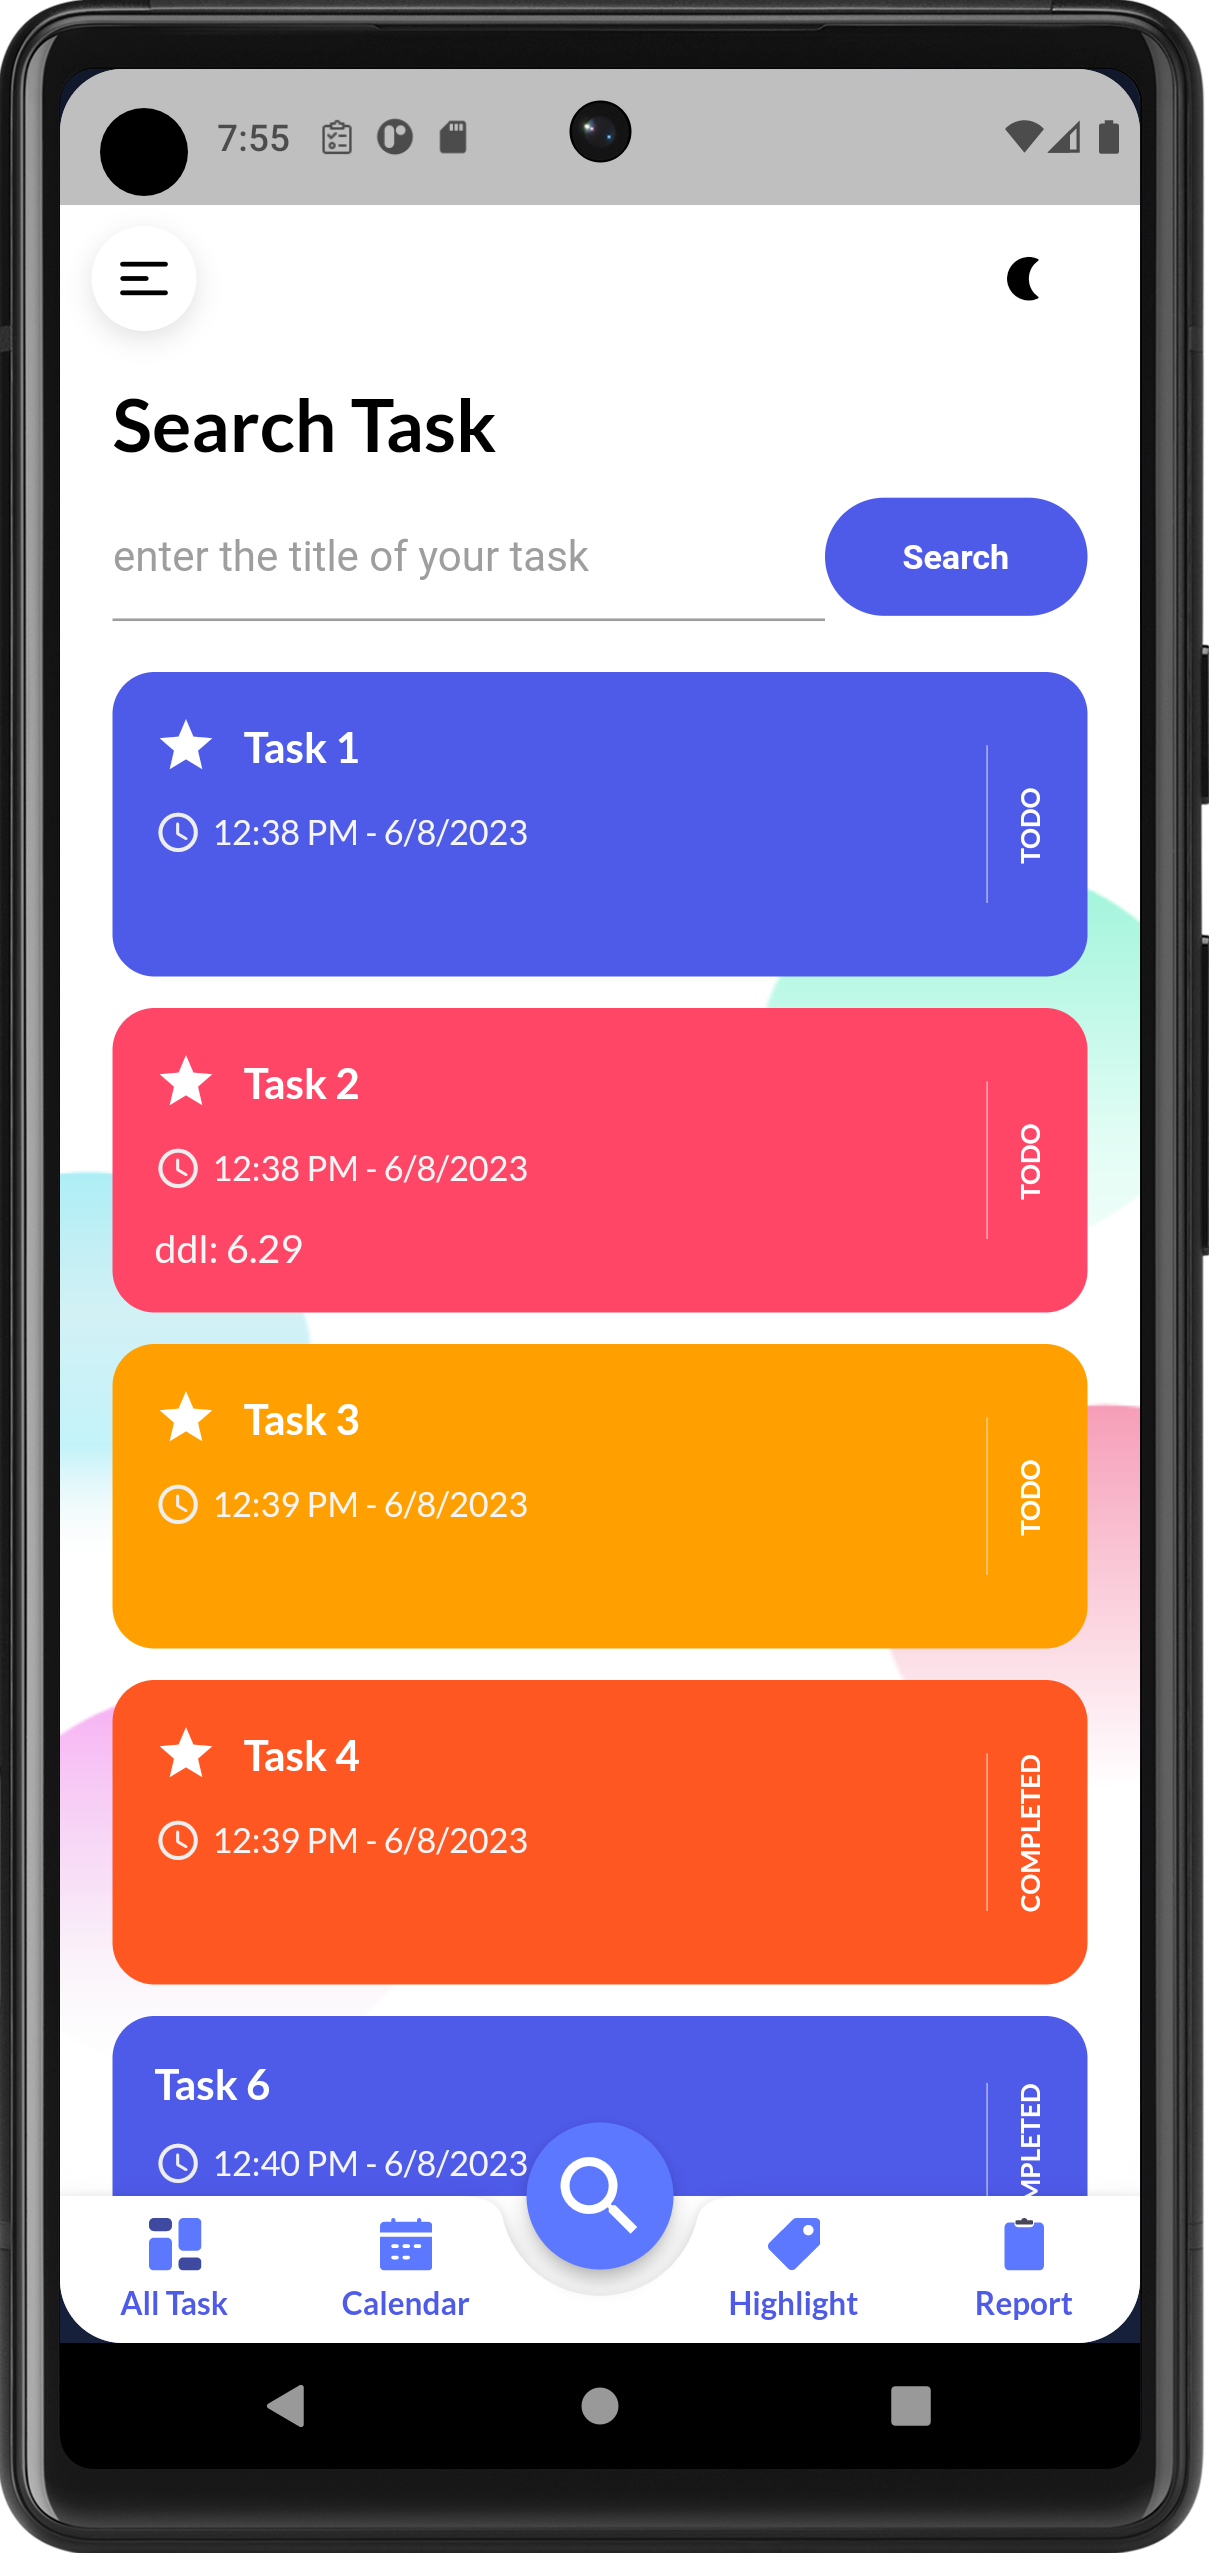 7:55
Search Task
enter the title of your task
Search
Task 1
12:38 PM - 6/8/2023
TODO
Task 2
12:38 PM - 6/8/2023
ddl: 6.29
TODO
Task 3
12:39 PM - 6/8/2023
TODO
Task 4
12:39 PM - 6/8/2023
COMPLETED
Task 6
12:40 PM - 6/8/2023
MPLETED
All Task
Calendar
Highlight
Report